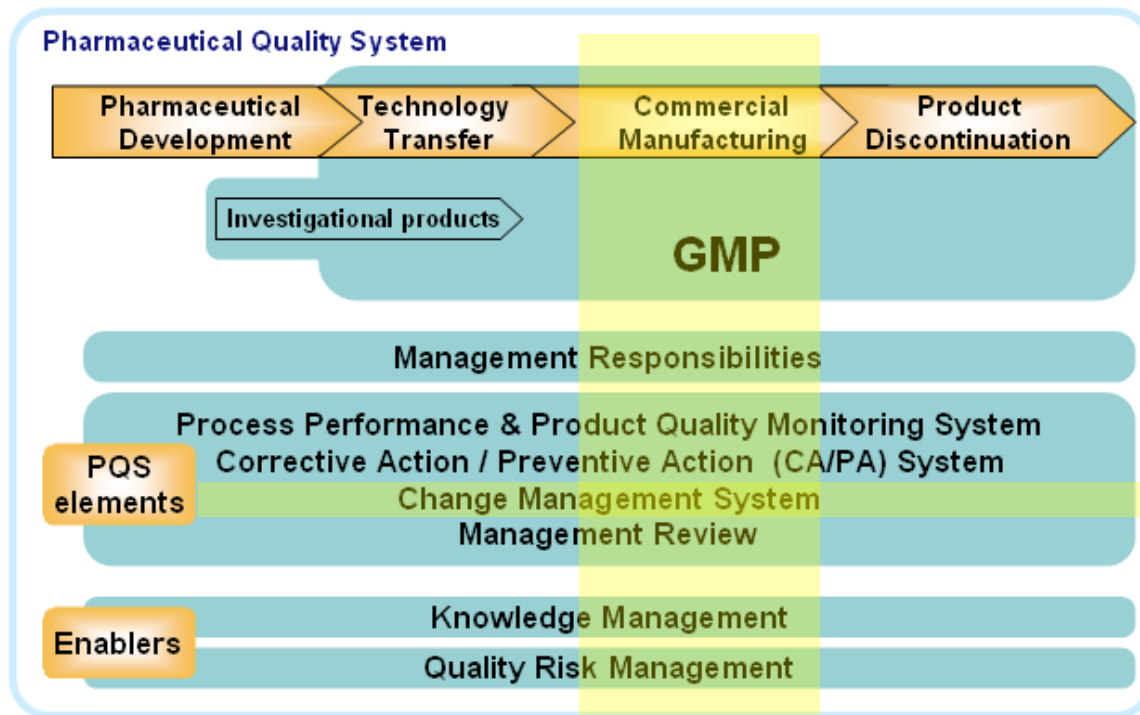 Pharmaceutical Quality System
Pharmaceutical
Development
Technology
Transfer
Commercial
Manufacturing
Product
Discontinuation
Investigational products
GMP
Management Responsibilities
PQS
elements
Process Performance & Product Quality Monitoring System
Corrective Action / Preventive Action (CA/PA) System
Change Management System
Management Review
Enablers
Knowledge Management
Quality Risk Management